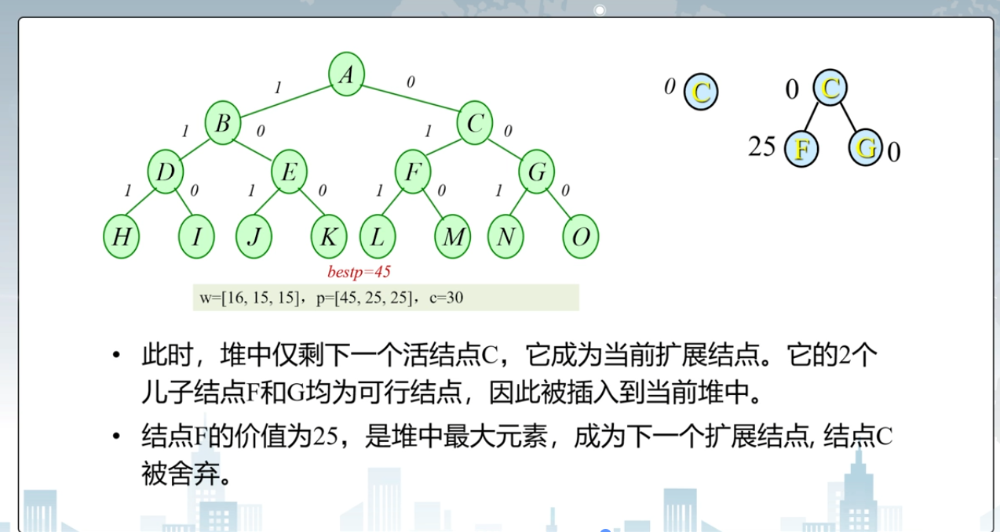 A
1 0
B C
1 0 1 0
D E F G
1 0 1 0 1 0 1 0
H I J K L M N O
bestp=45
w=[16, 15, 15]，p=[45, 25, 25]，c=30
0 C
0 C
25 F G 0
• 此时，堆中仅剩下一个活结点C，它成为当前扩展结点。它的2个
儿子结点F和G均为可行结点，因此被插入到当前堆中。
• 结点F的价值为25，是堆中最大元素，成为下一个扩展结点, 结点C
被舍弃。